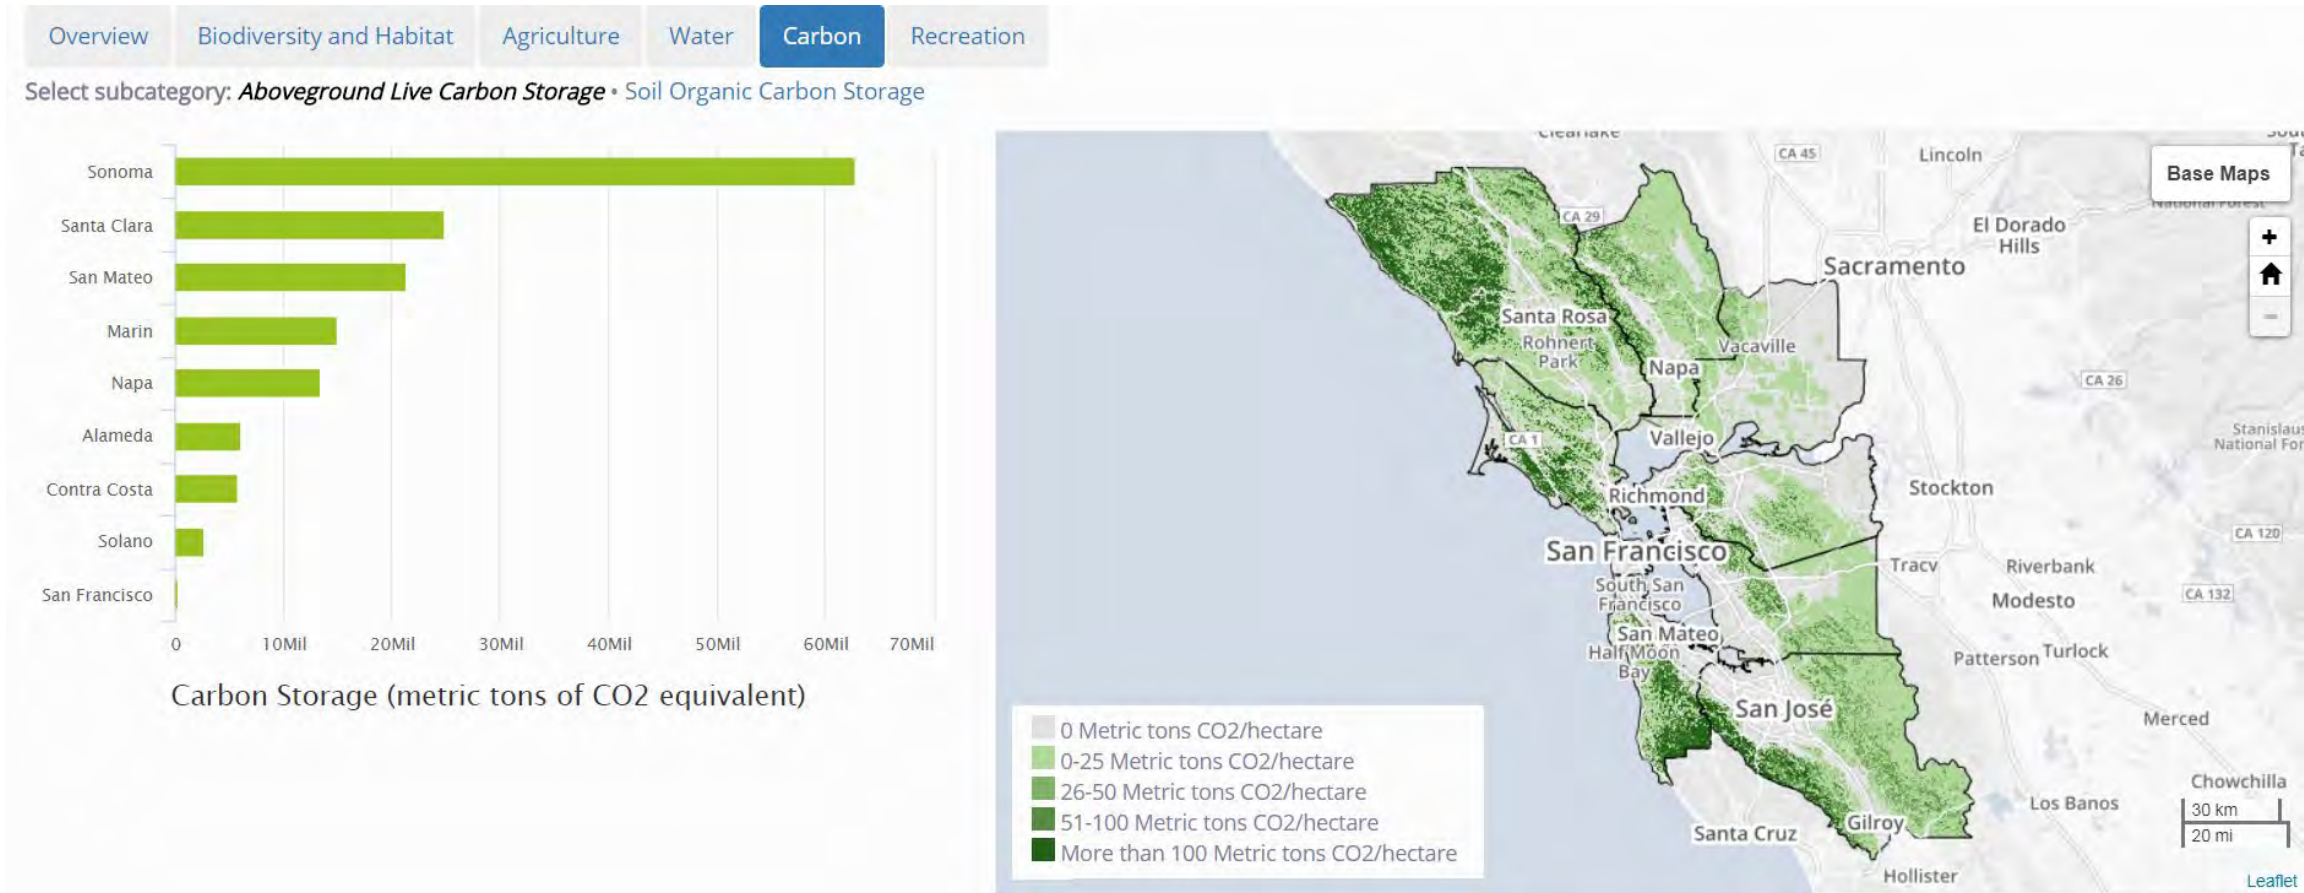 Overview Biodiversity and Habitat Agriculture Water Carbon Recreation
Select subcategory: Aboveground Live Carbon Storage • Soil Organic Carbon Storage
Sonoma
Santa Clara
San Mateo
Marin
Napa
Alameda
Contra Costa
Solano
San Francisco
0 10Mil 20Mil 30Mil 40Mil 50Mil 60Mil 70Mil
Carbon Storage (metric tons of CO2 equivalent)
Clearlake
CA 45
Lincoln
Base Maps
National Forest
CA 29
El Dorado
Hills
+
Sacramento
−
Santa Rosa
Rohnert
Park
Vacaville
Napa
CA 26
Stanislaus
National For
CA 1
Vallejo
Richmond
Stockton
CA 120
San Francisco
Tracy
Riverbank
South San
Francisco
Modesto
CA 132
San Mateo
Half Moon
Bay
Patterson
Turlock
San José
Merced
Chowchilla
Los Banos
30 km
20 mi
Gilroy
Santa Cruz
Hollister
Leaflet
0 Metric tons CO2/hectare
0-25 Metric tons CO2/hectare
26-50 Metric tons CO2/hectare
51-100 Metric tons CO2/hectare
More than 100 Metric tons CO2/hectare